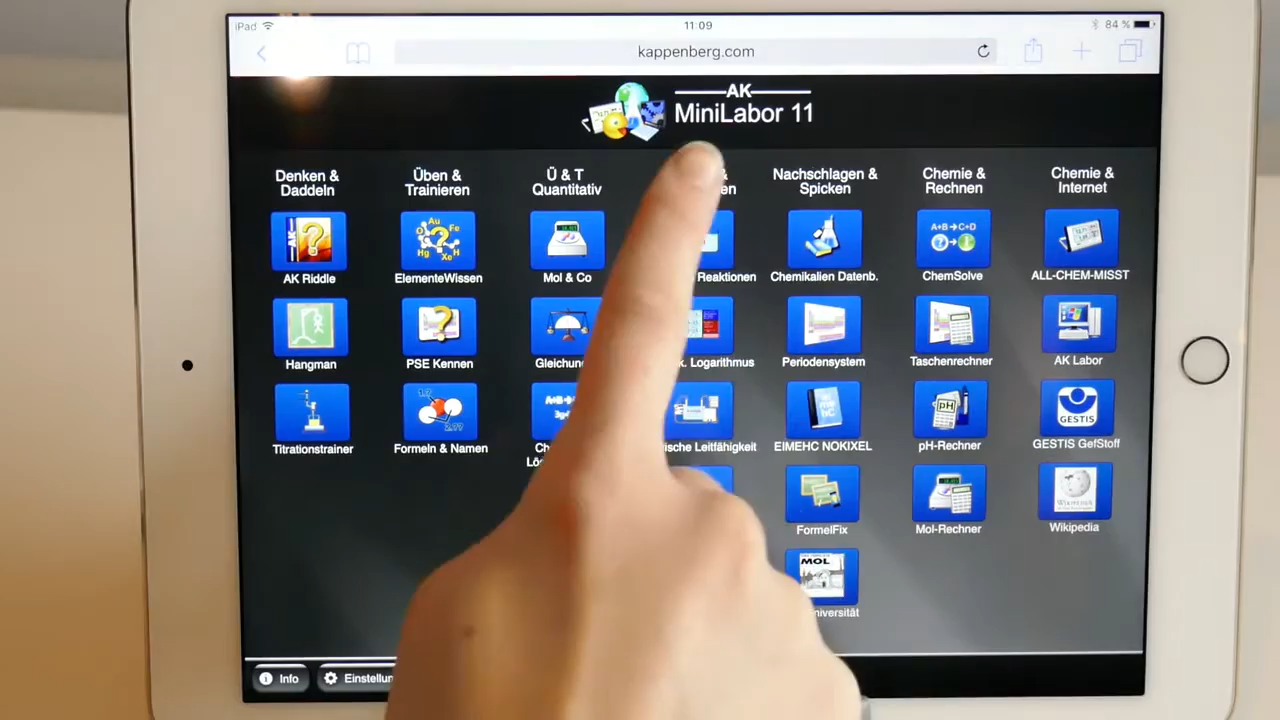 iPad
11:09
84 %
kappenberg.com
AK
MiniLabor 11
Denken &
Daddeln
Üben &
Trainieren
Ü & T
Quantitativ
Nachschlagen &
Spicken
Chemie &
Rechnen
Chemie &
Internet
AK Riddle
ElementeWissen
Mol & Co
Reaktionen
Chemikalien Datenb.
A+B→C+D
ChemSolve
ALL-CHEM-MISST
Hangman
PSE Kennen
Logarithmus
Periodensystem
Taschenrechner
AK Labor
Titrationstrainer
Formeln & Namen
Leitfähigkeit
EIMEHC NOKIXEL
pH
pH-Rechner
GESTIS
GESTIS GefStoff
FormelFix
Mol-Rechner
Wikipedia
MOL
Info